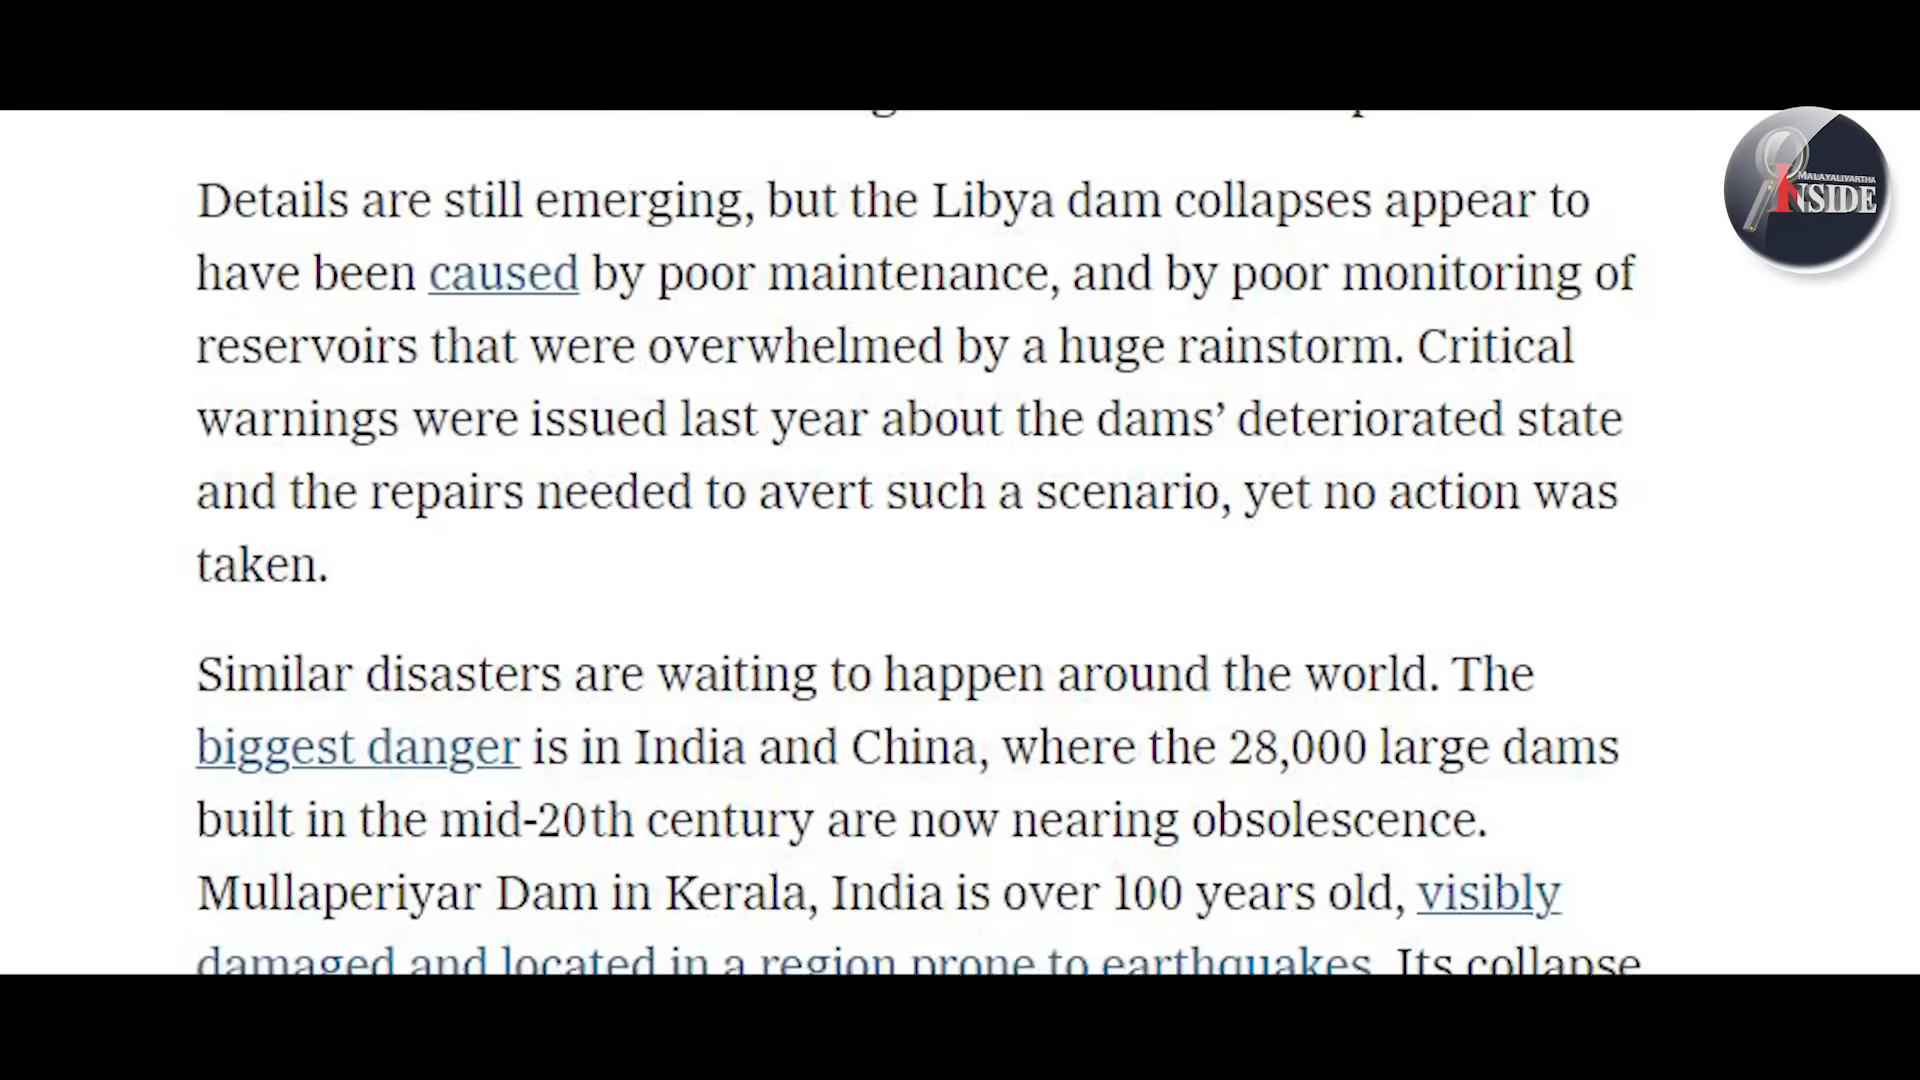 MALAYALIVARTHA
INSIDE
Details are still emerging, but the Libya dam collapses appear to
have been caused by poor maintenance, and by poor monitoring of
reservoirs that were overwhelmed by a huge rainstorm. Critical
warnings were issued last year about the dams’ deteriorated state
and the repairs needed to avert such a scenario, yet no action was
taken.
Similar disasters are waiting to happen around the world. The
biggest danger is in India and China, where the 28,000 large dams
built in the mid-20th century are now nearing obsolescence.
Mullaperiyar Dam in Kerala, India is over 100 years old, visibly
damaged and located in a region prone to earthquakes. Its collapse